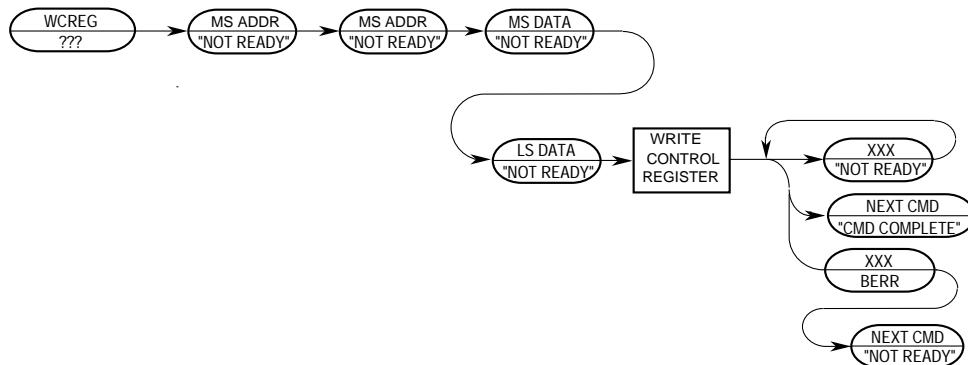 WCREG
???
MS ADDR
"NOT READY"
MS ADDR
"NOT READY"
MS DATA
"NOT READY"
LS DATA
"NOT READY"
WRITE
CONTROL
REGISTER
XXX
"NOT READY"
NEXT CMD
"CMD COMPLETE"
XXX
BERR
NEXT CMD
"NOT READY"